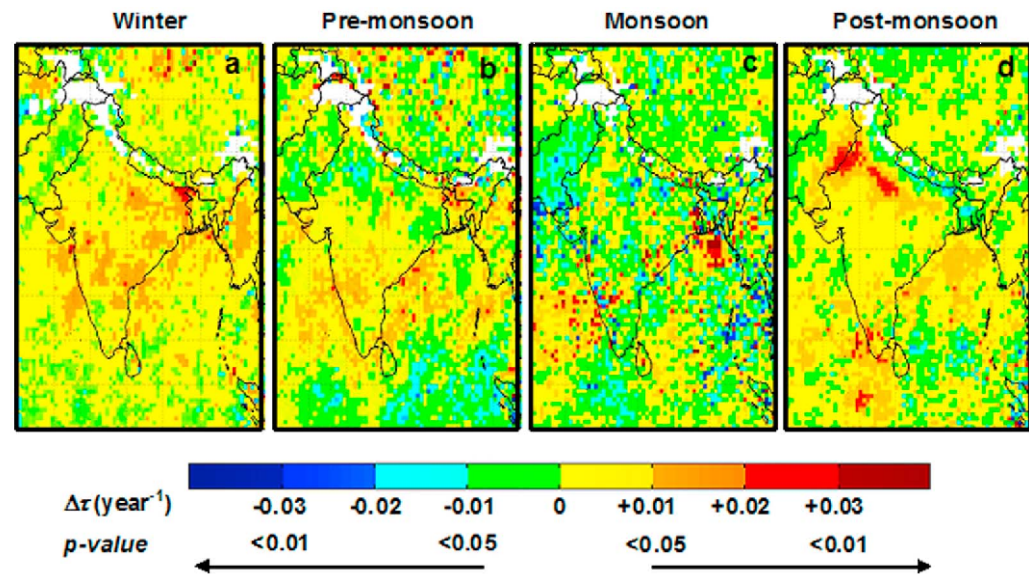 Winter Pre-monsoon Monsoon Post-monsoon
a b c d
Δτ (year⁻¹) -0.03 -0.02 -0.01 0 +0.01 +0.02 +0.03
p-value <0.01 <0.05 <0.05 <0.01